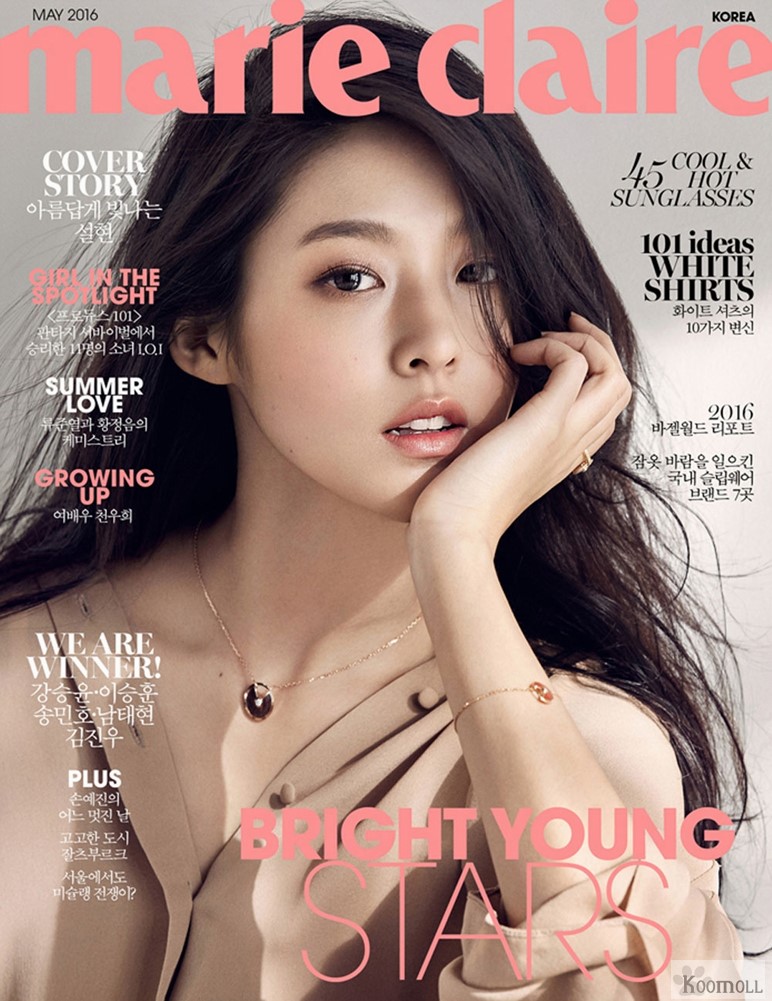 MAY 2016
KOREA
marie claire
COVER
STORY
아름답게 빛나는
설현
GIRL IN THE
SPOTLIGHT
<프로듀스101>
판타지 서바이벌에서
승리한 11명의 소녀 I.O.I
SUMMER
LOVE
류준열과 황정음의
케미스트리
GROWING
UP
여배우 천우희
WE ARE
WINNER!
강승윤·이승훈
송민호·남태현
김진우
PLUS
손예진의
어느 멋진 날
고고한 도시
잘츠부르크
서울에서도
미슐랭 전쟁이?
45 COOL &
HOT
SUNGLASSES
101 ideas
WHITE
SHIRTS
화이트 셔츠의
10가지 변신
2016
바젤월드 리포트
잠옷 바람을 일으킨
국내 슬립웨어
브랜드 7곳
BRIGHT YOUNG
STARS
KOOMOLL